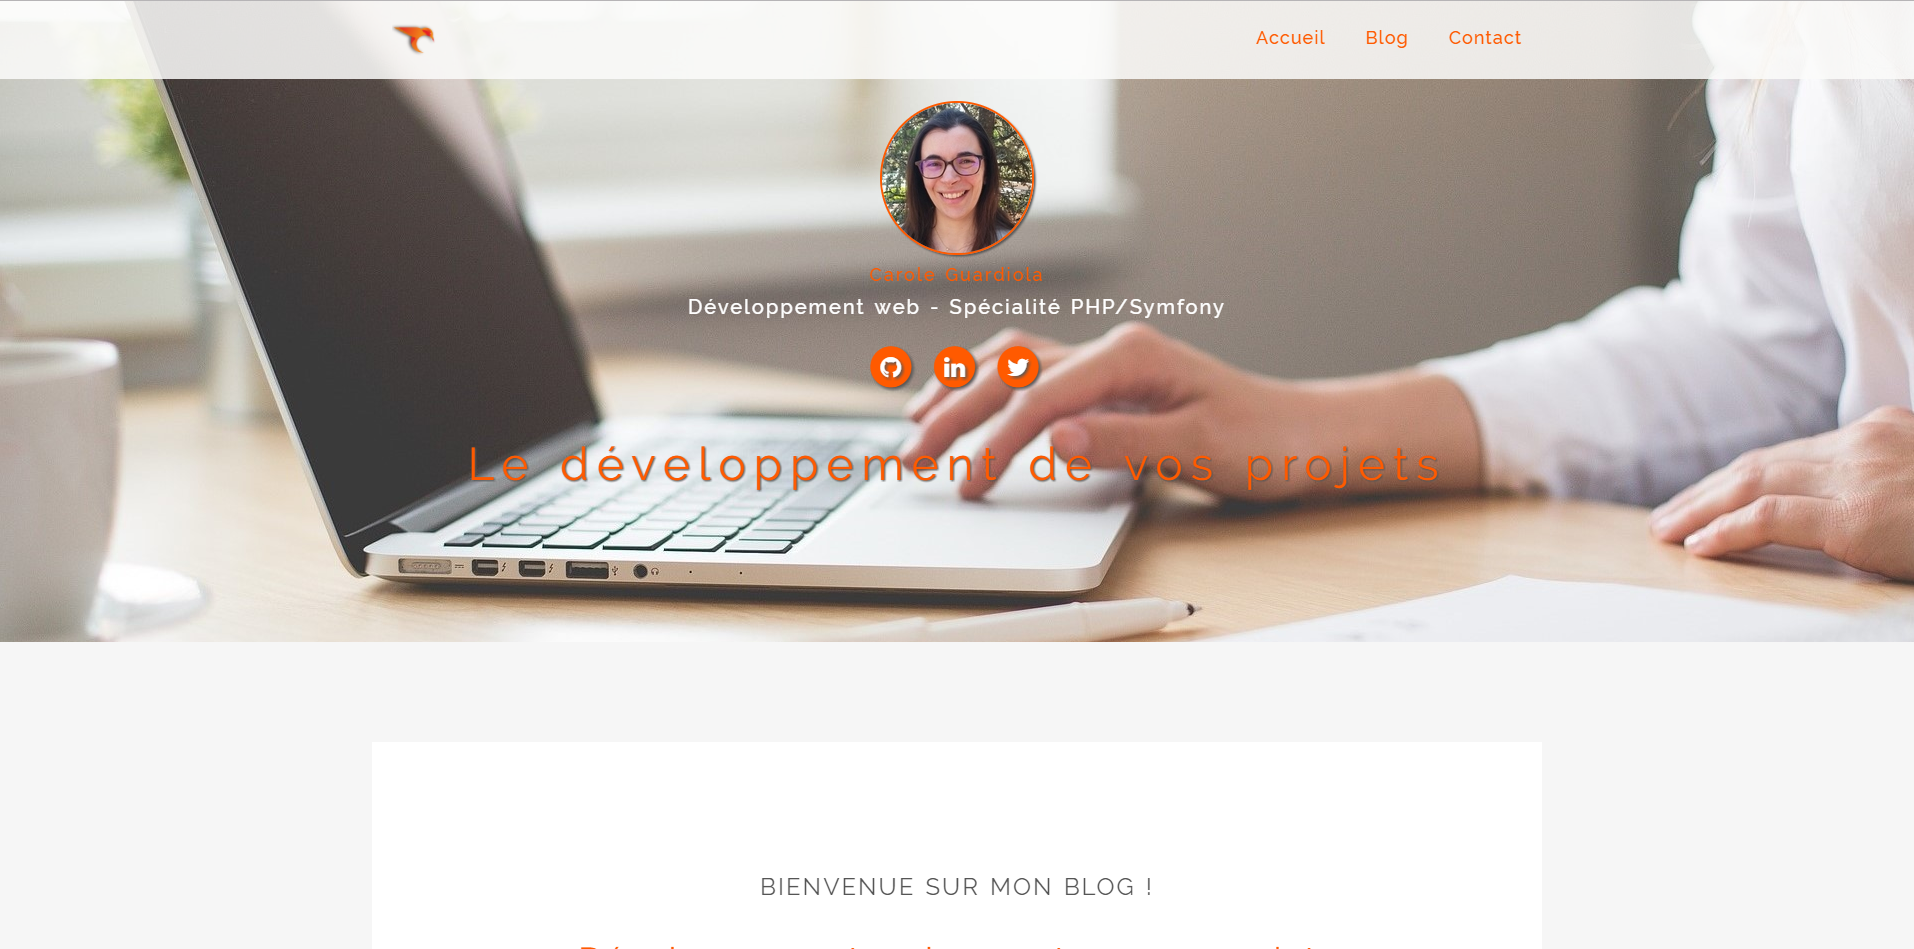 Accueil Blog Contact
Carole Guardiola
Développement web - Spécialité PHP/Symfony
in
Le développement de vos projets
BIENVENUE SUR MON BLOG !